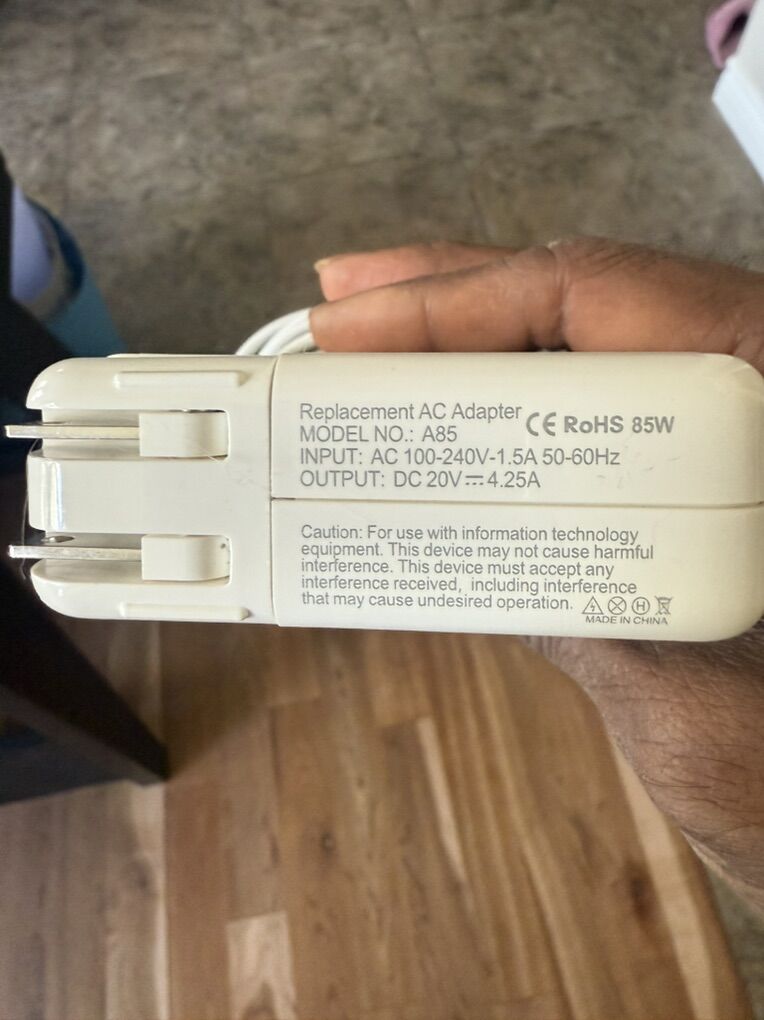 Replacement AC Adapter CE RoHS 85W
MODEL NO.: A85
INPUT: AC 100-240V-1.5A 50-60Hz
OUTPUT: DC 20V⎓4.25A
Caution: For use with information technology
equipment. This device may not cause harmful
interference. This device must accept any
interference received, including interference
that may cause undesired operation.
H
MADE IN CHINA